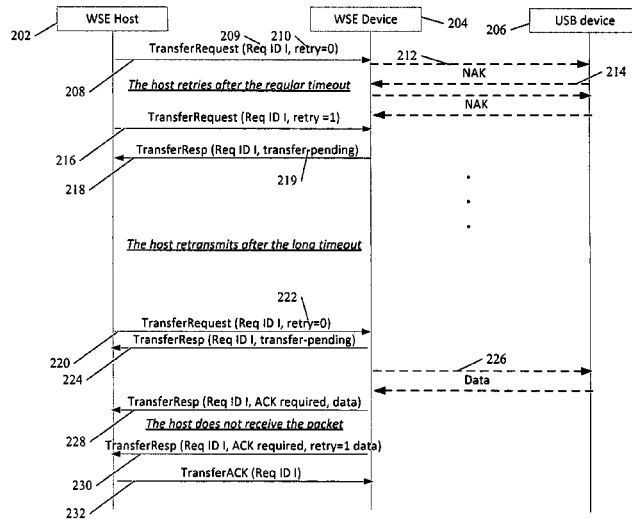 WSE Host
WSE Device
USB device
202
204
206
209
210
TransferRequest (Req ID I, retry=0)
212
NAK
214
208
The host retries after the regular timeout
NAK
TransferRequest (Req ID I, retry =1)
216
TransferResp (Req ID I, transfer-pending)
218
219
The host retransmits after the long timeout
222
TransferRequest (Req ID I, retry=0)
220
TransferResp (Req ID I, transfer-pending)
224
226
Data
TransferResp (Req ID I, ACK required, data)
228
The host does not receive the packet
TransferResp (Req ID I, ACK required, retry=1 data)
230
TransferACK (Req ID I)
232